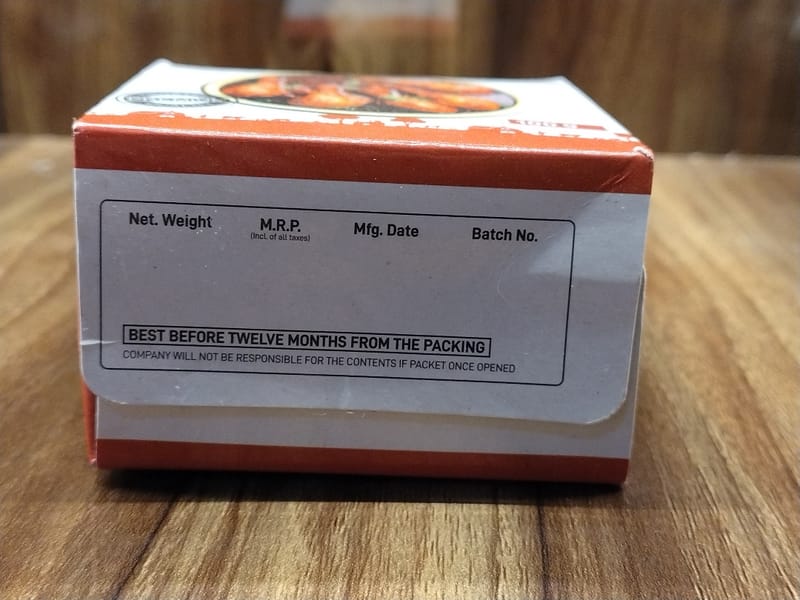 100 g
Net. Weight M.R.P. Mfg. Date Batch No.
(Incl. of all taxes)
BEST BEFORE TWELVE MONTHS FROM THE PACKING
COMPANY WILL NOT BE RESPONSIBLE FOR THE CONTENTS IF PACKET ONCE OPENED